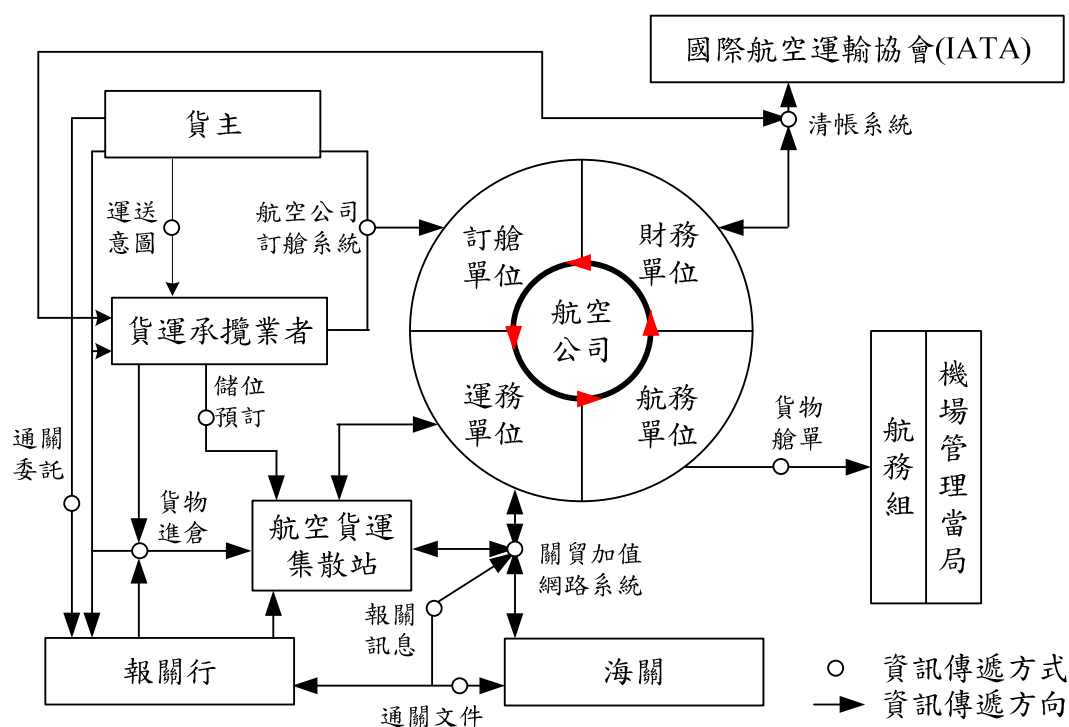 國際航空運輸協會(IATA)
清帳系統
貨主
運送
意圖
航空公司
訂艙系統
訂艙
單位
財務
單位
航空
公司
貨運承攬業者
儲位
預訂
運務
單位
航務
單位
貨物
艙單
航務組
機場管理當局
通關
委託
貨物
進倉
航空貨運
集散站
關貿加值
網路系統
報關
訊息
報關行
海關
通關文件
資訊傳遞方式
資訊傳遞方向